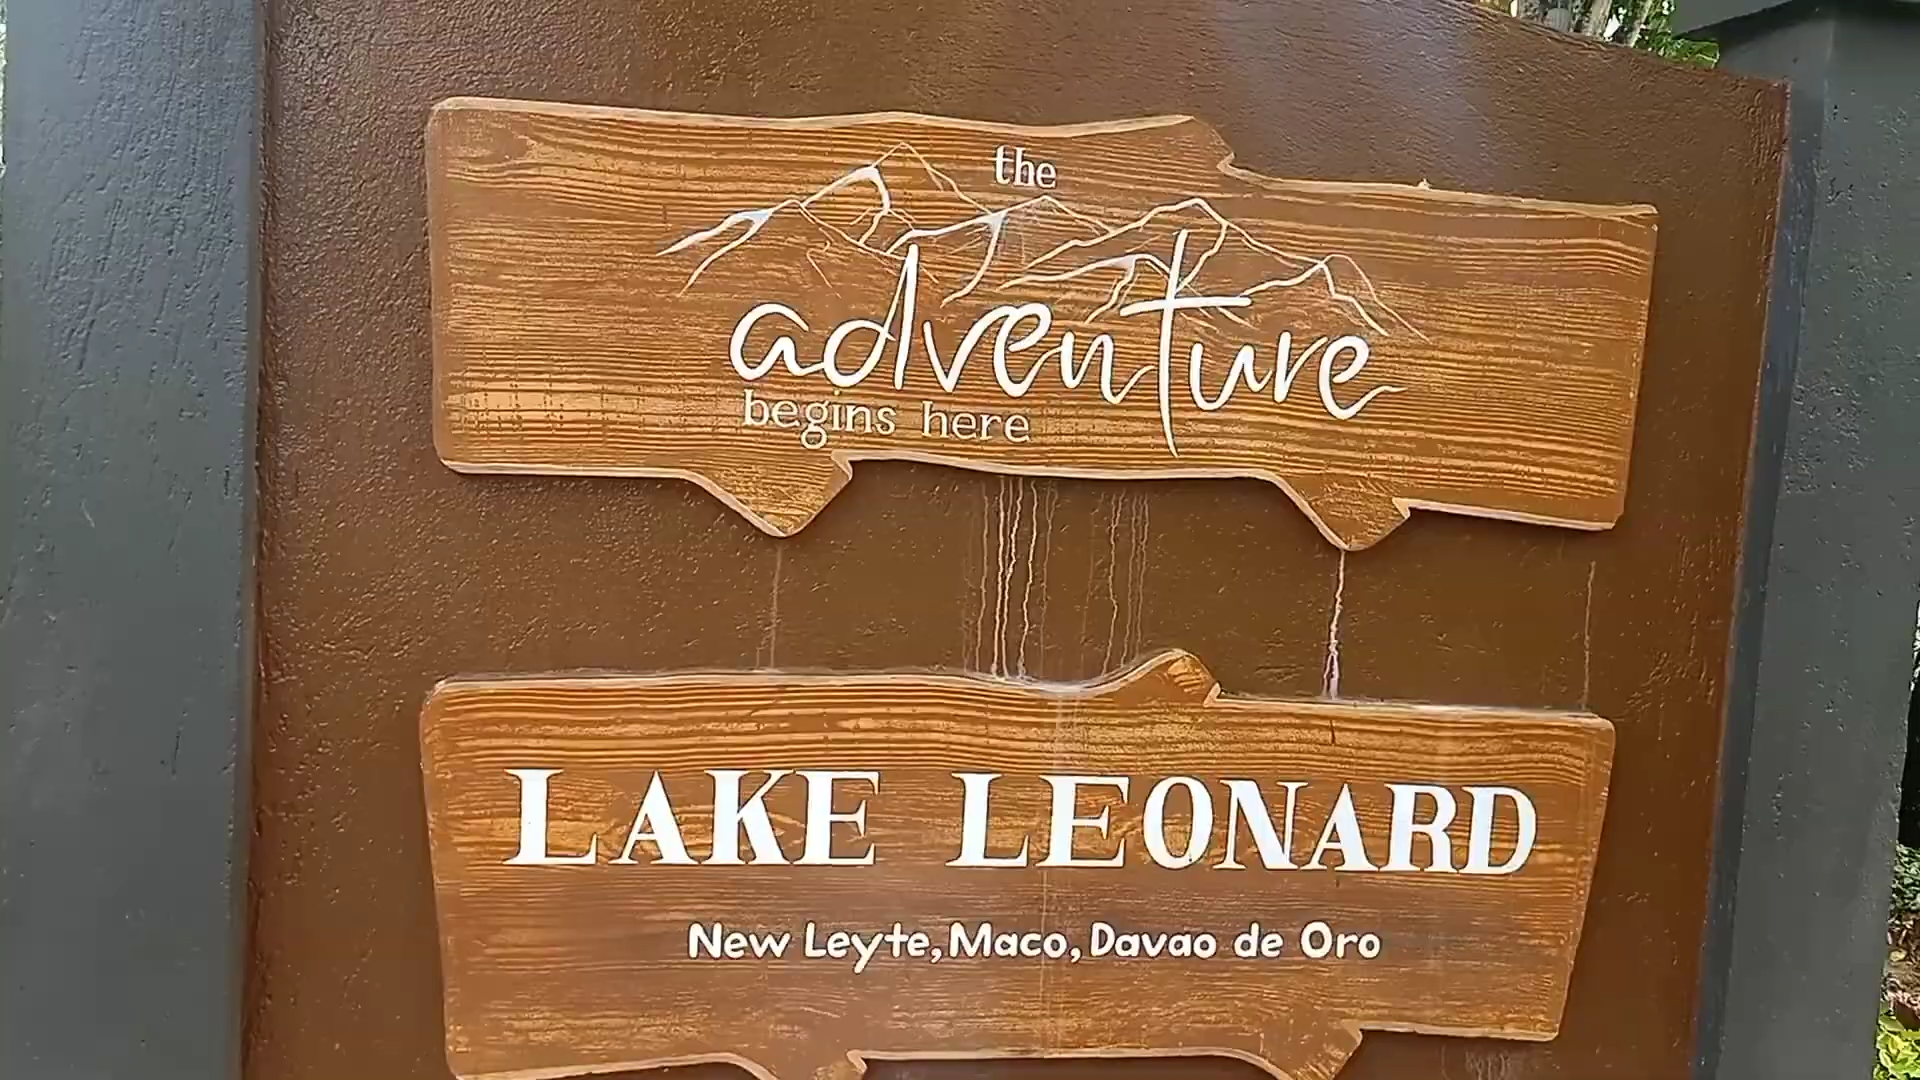 the
adventure
begins here
LAKE LEONARD
New Leyte, Maco, Davao de Oro